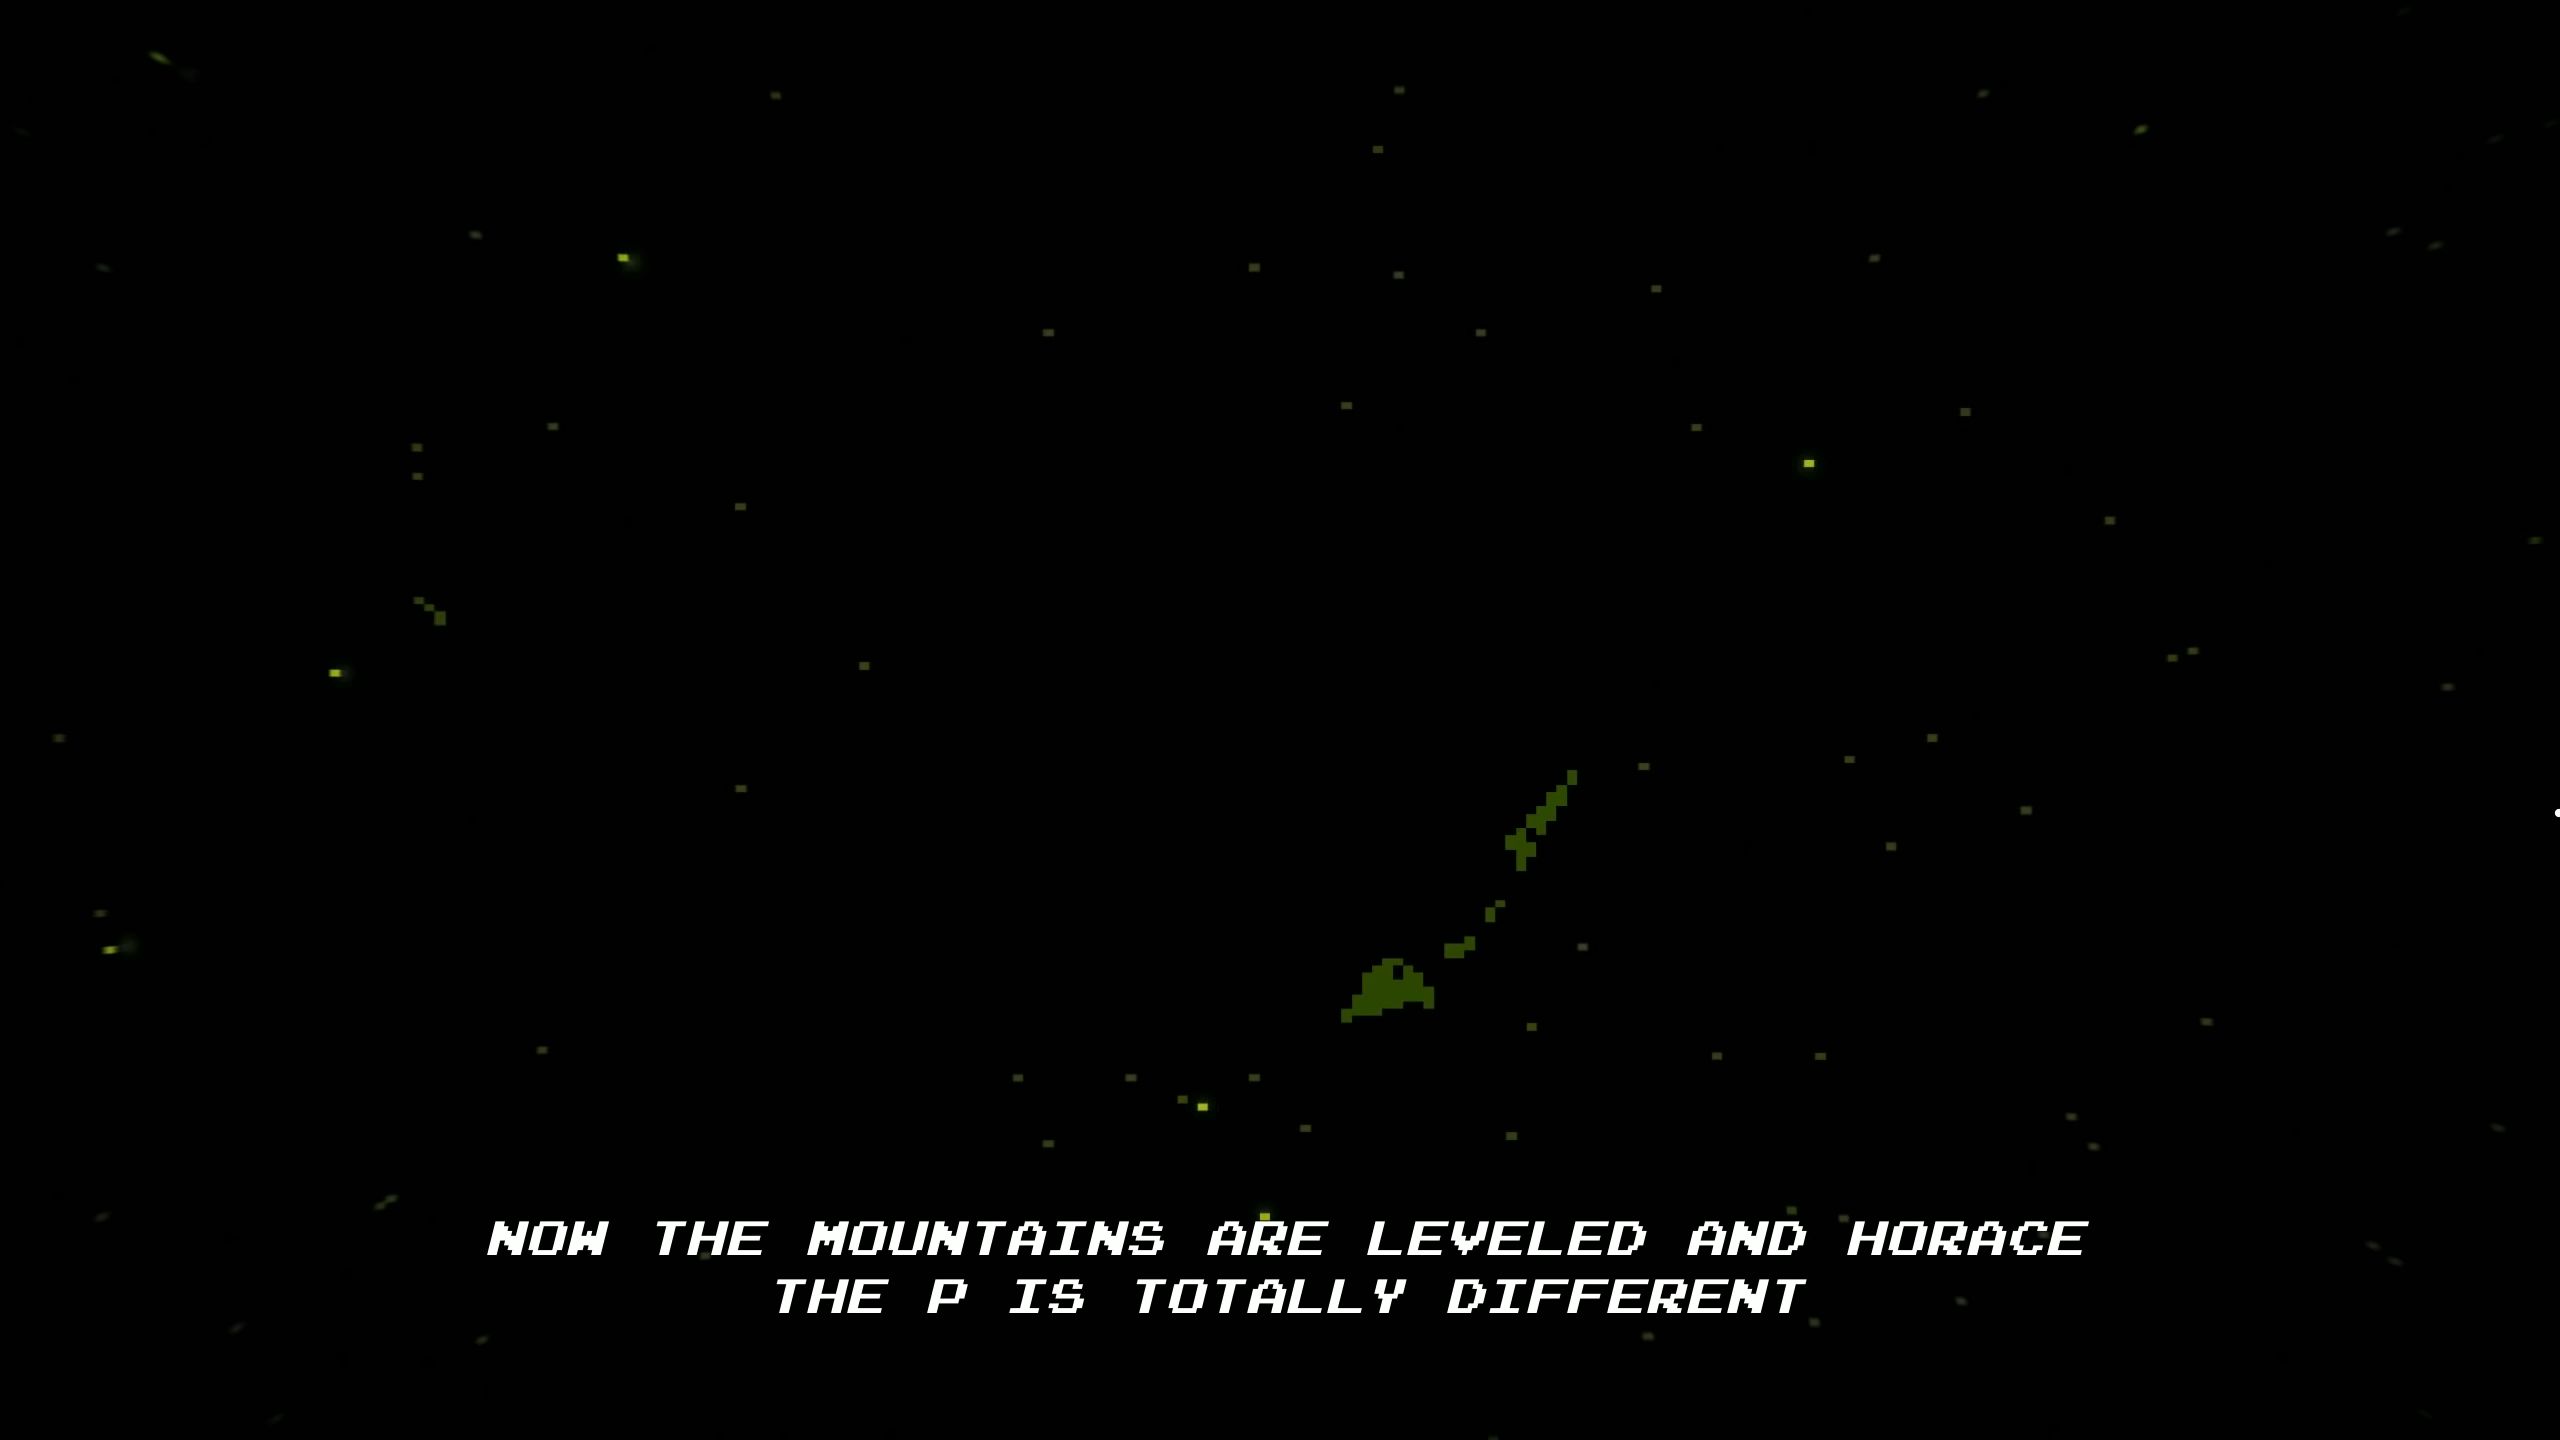 NOW THE MOUNTAINS ARE LEVELED AND HORACE
THE P IS TOTALLY DIFFERENT